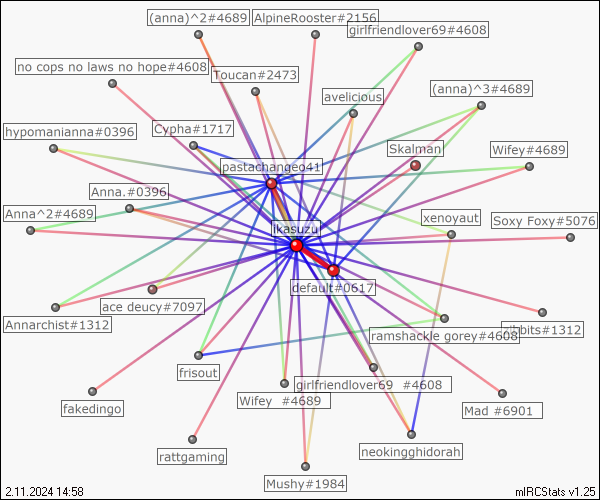 (anna)^2#4689
AlpineRooster#2156
girlfriendlover69#4608
no cops no laws no hope#4608
Toucan#2473
avelicious
(anna)^3#4689
hypomanianna#0396
Cypha#1717
Skalman
Wifey#4689
pastachangeo41
Anna.#0396
Anna^2#4689
xenoyaut
Soxy Foxy#5076
ikasuzu
default#0617
ace deucy#7097
Annarchist#1312
ramshackle gorey#4608
bits#1312
frisout
girlfriendlover69 #4608
Wifey #4689
fakedingo
Mad #6901
rattgaming
neokingghidorah
Mushy#1984
2.11.2024 14:58
mIRCStats v1.25